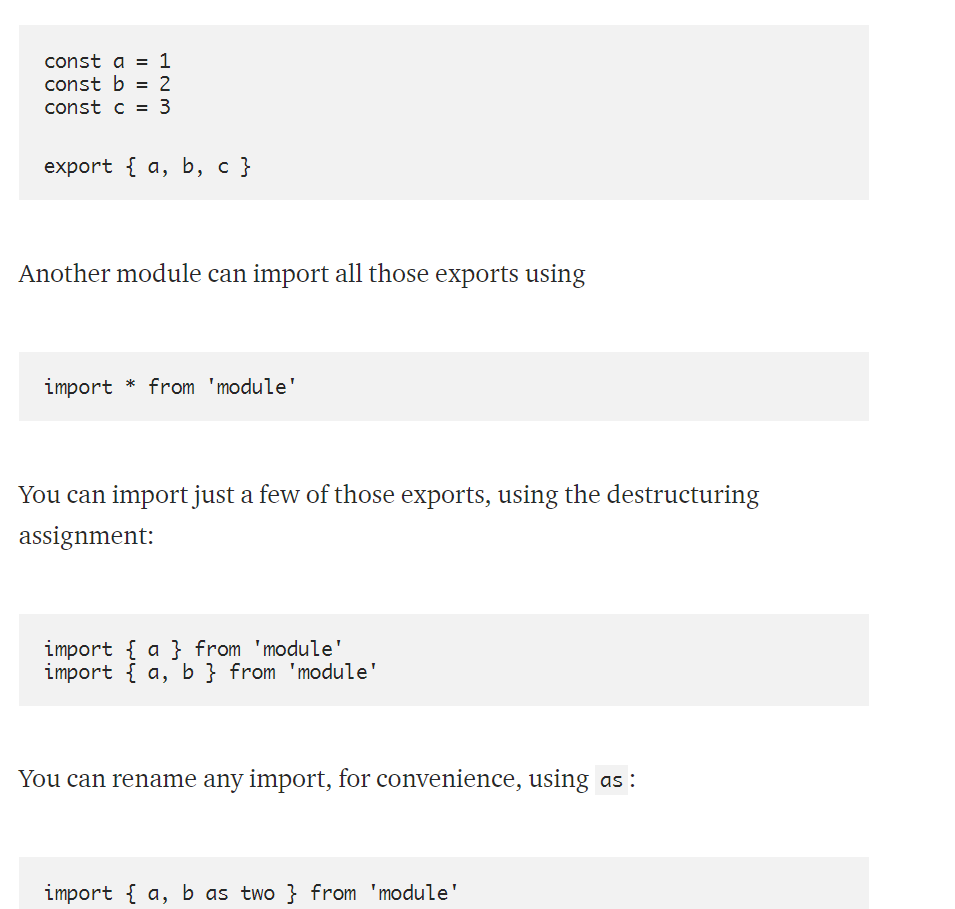 const a = 1
const b = 2
const c = 3
export { a, b, c }
Another module can import all those exports using
import * from 'module'
You can import just a few of those exports, using the destructuring
assignment:
import { a } from 'module'
import { a, b } from 'module'
You can rename any import, for convenience, using as:
import { a, b as two } from 'module'